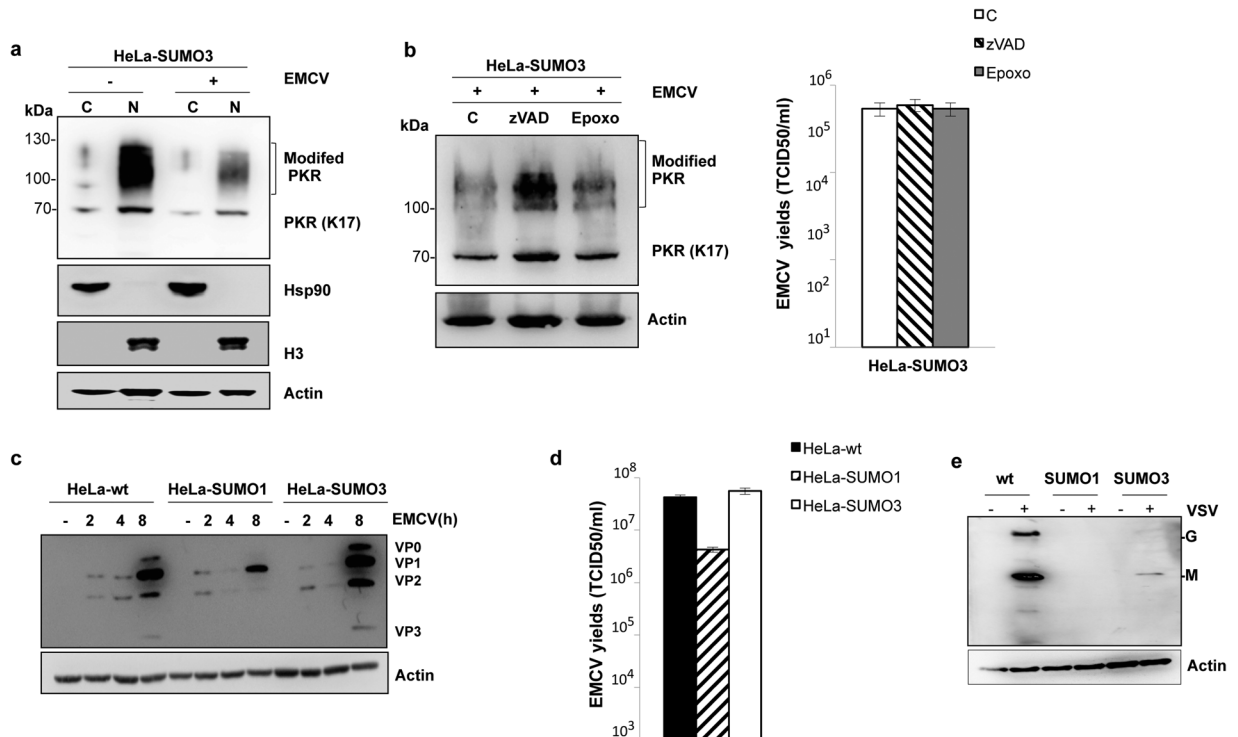 a
HeLa-SUMO3
- + EMCV
C N C N
kDa
130-
100-
70-
Modifed
PKR
PKR (K17)
Hsp90
H3
Actin
b
HeLa-SUMO3
+ + + EMCV
C zVAD Epoxo
kDa
100-
70-
Modified
PKR
PKR (K17)
Actin
C
zVAD
Epoxo
EMCV yields (TCID50/ml)
10⁶
10⁵
10⁴
10³
10²
10¹
HeLa-SUMO3
c
HeLa-wt HeLa-SUMO1 HeLa-SUMO3
- 2 4 8 - 2 4 8 - 2 4 8 EMCV(h)
VP0
VP1
VP2
VP3
Actin
d
HeLa-wt
HeLa-SUMO1
HeLa-SUMO3
EMCV yields (TCID50/ml)
10⁸
10⁷
10⁶
10⁵
10⁴
10³
e
wt SUMO1 SUMO3
- + - + - + VSV
-G
-M
Actin